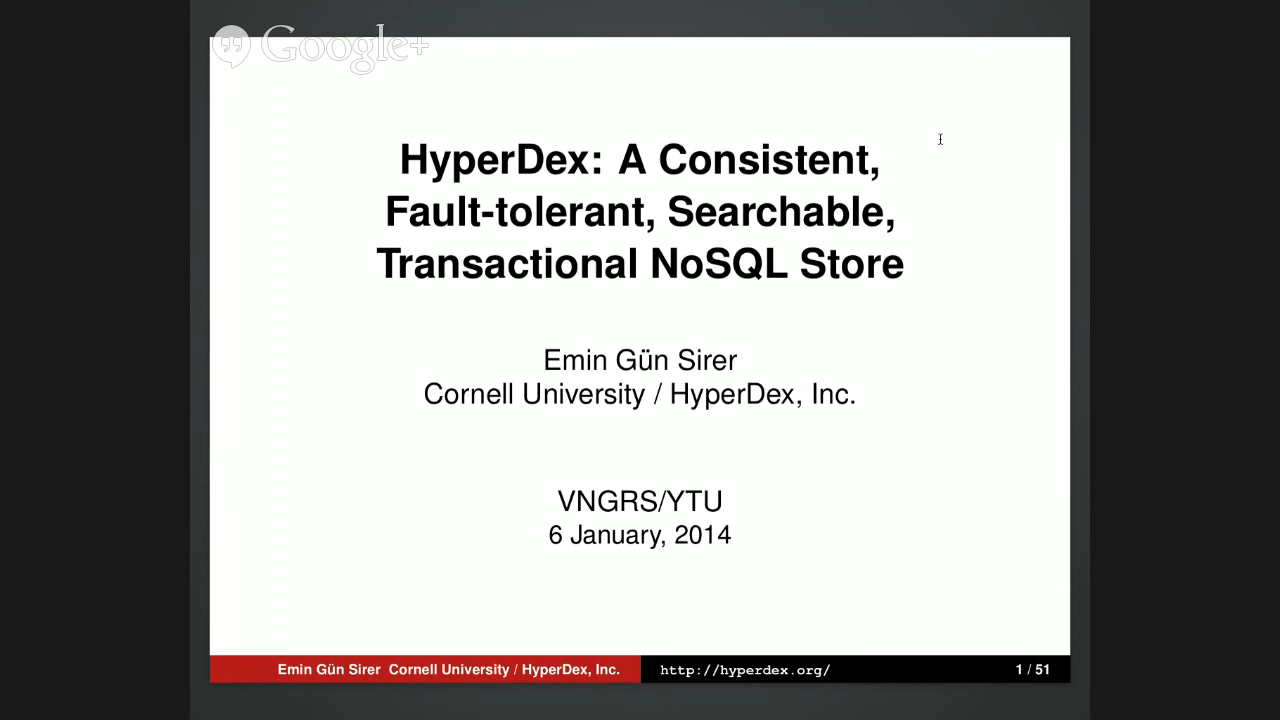 Google+
HyperDex: A Consistent,
Fault-tolerant, Searchable,
Transactional NoSQL Store
Emin Gün Sirer
Cornell University / HyperDex, Inc.
VNGRS/YTU
6 January, 2014
Emin Gün Sirer Cornell University / HyperDex, Inc. http://hyperdex.org/ 1 / 51